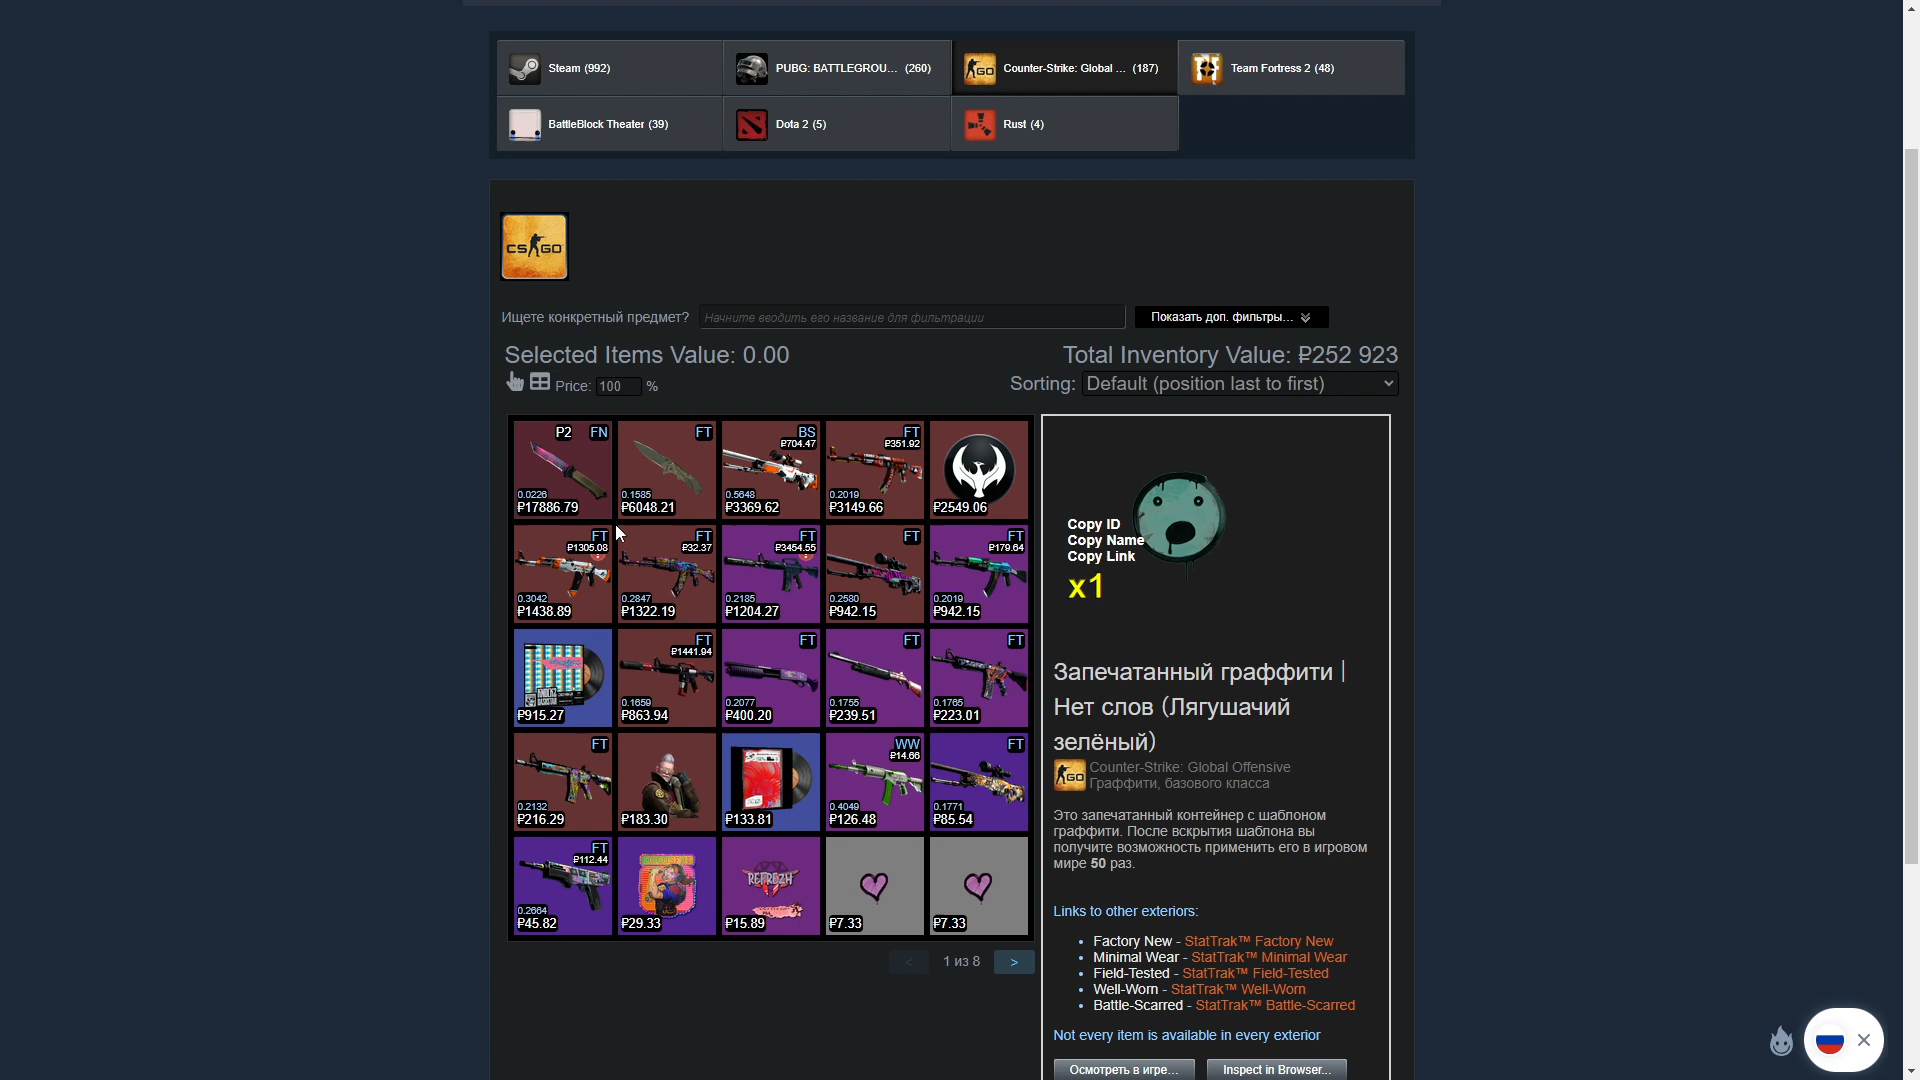 Steam (992)
PUBG: BATTLEGROU... (260)
Counter-Strike: Global ... (187)
Team Fortress 2 (48)
BattleBlock Theater (39)
Dota 2 (5)
Rust (4)
CS GO
Ищете конкретный предмет?
Начните вводить его название для фильтрации
Показать доп. фильтры...
Selected Items Value: 0.00
Total Inventory Value: ₽252 923
Price: 100 %
Sorting: Default (position last to first)
P2 FN
0.0226
₽17886.79
FT
0.1585
₽6048.21
BS
₽704.47
0.5648
₽3369.62
FT
₽351.92
0.2019
₽3149.66
₽2549.06
FT
₽1305.08
0.3042
₽1438.89
FT
₽32.37
0.2847
₽1322.19
FT
₽3454.55
0.2185
₽1204.27
FT
0.2580
₽942.15
FT
₽179.64
0.2019
₽942.15
₽915.27
FT
₽1441.94
0.1659
₽863.94
FT
0.2077
₽400.20
FT
0.1755
₽239.51
FT
0.1765
₽223.01
FT
0.2132
₽216.29
₽183.30
₽133.81
WW
₽14.66
0.4049
₽126.48
FT
0.1771
₽85.54
FT
₽112.44
0.2664
₽45.82
₽29.33
REFREZH
₽15.89
₽7.33
₽7.33
<
1 из 8
>
Copy ID
Copy Name
Copy Link
x1
Запечатанный граффити |
Нет слов (Лягушачий
зелёный)
GO
Counter-Strike: Global Offensive
Граффити, базового класса
Это запечатанный контейнер с шаблоном
граффити. После вскрытия шаблона вы
получите возможность применить его в игровом
мире 50 раз.
Links to other exteriors:
Factory New - StatTrak™ Factory New
Minimal Wear - StatTrak™ Minimal Wear
Field-Tested - StatTrak™ Field-Tested
Well-Worn - StatTrak™ Well-Worn
Battle-Scarred - StatTrak™ Battle-Scarred
Not every item is available in every exterior
Осмотреть в игре...
Inspect in Browser...